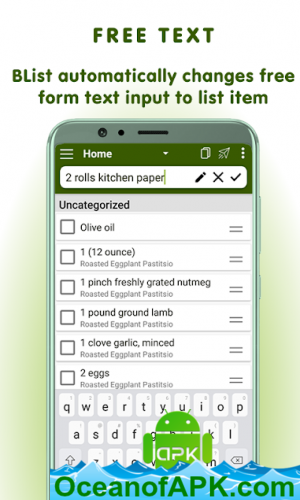 FREE TEXT
BList automatically changes free
form text input to list item
Home
2 rolls kitchen paper
Uncategorized
Olive oil
1 (12 ounce)
Roasted Eggplant Pastitsio
1 pinch freshly grated nutmeg
Roasted Eggplant Pastitsio
1 pound ground lamb
Roasted Eggplant Pastitsio
1 clove garlic, minced
Roasted Eggplant Pastitsio
2 eggs
Roasted Eggplant Pastitsio
q w e r t y u i o p
a s d f g h j k l
apk
OceanofAPK.com